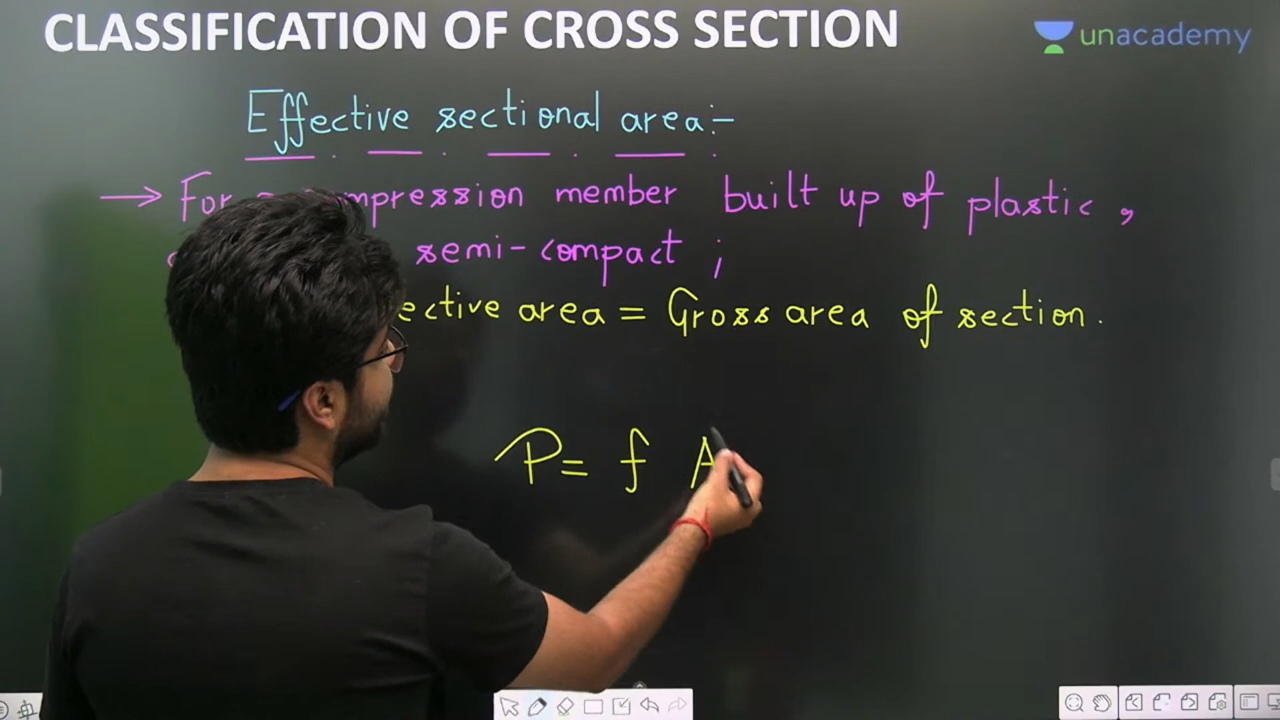 CLASSIFICATION OF CROSS SECTION
unacademy
Effective sectional area:-
→ For mpression member built up of plastic ,
semi-compact ;
ective area = Gross area of section.
P = f A